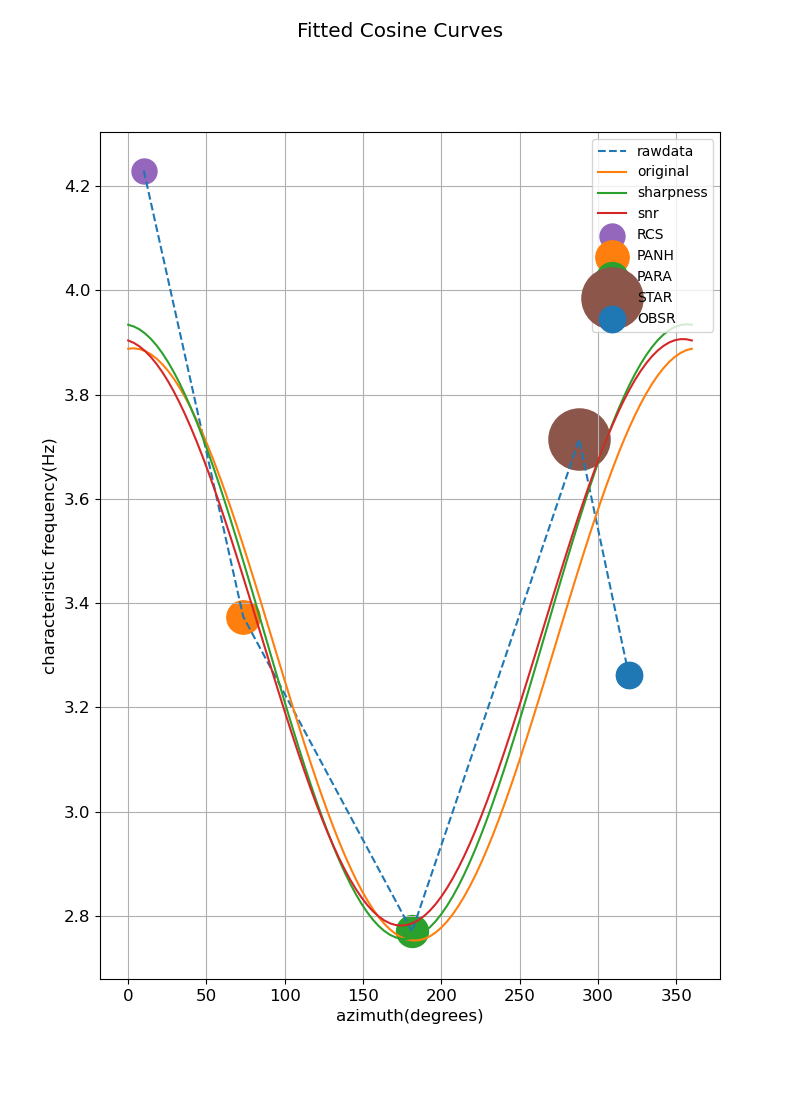 Fitted Cosine Curves
rawdata
original
sharpness
snr
RCS
PANH
PARA
STAR
OBSR
characteristic frequency(Hz)
4.2
4.0
3.8
3.6
3.4
3.2
3.0
2.8
0 50 100 150 200 250 300 350
azimuth(degrees)